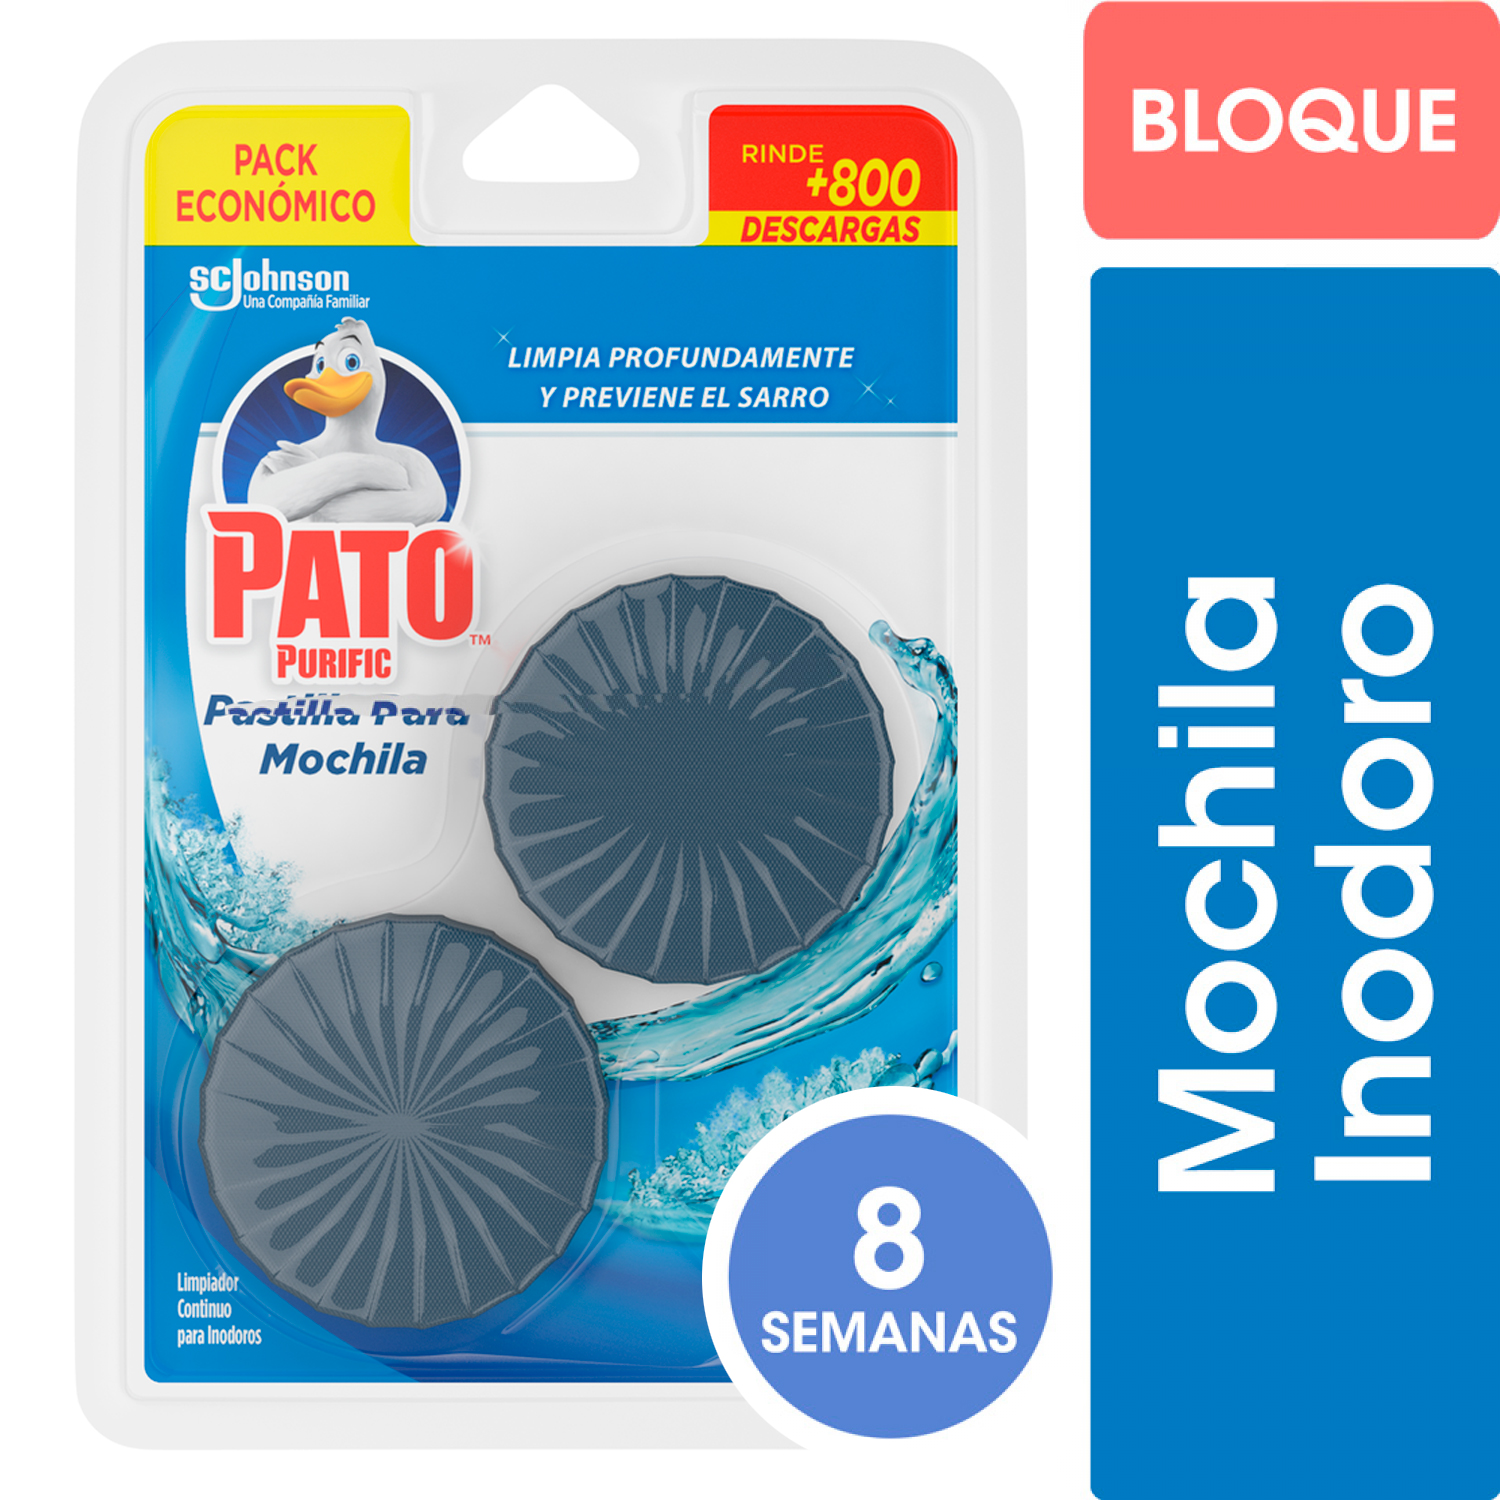 PACK
ECONÓMICO
RINDE
+800
DESCARGAS
BLOQUE
scJohnson
Una Compañía Familiar
LIMPIA PROFUNDAMENTE
Y PREVIENE EL SARRO
PATO
TM
PURIFIC
Pastilla Para
Mochila
Mochila
Inodoro
8
SEMANAS
Limpiador
Continuo
para Inodoros